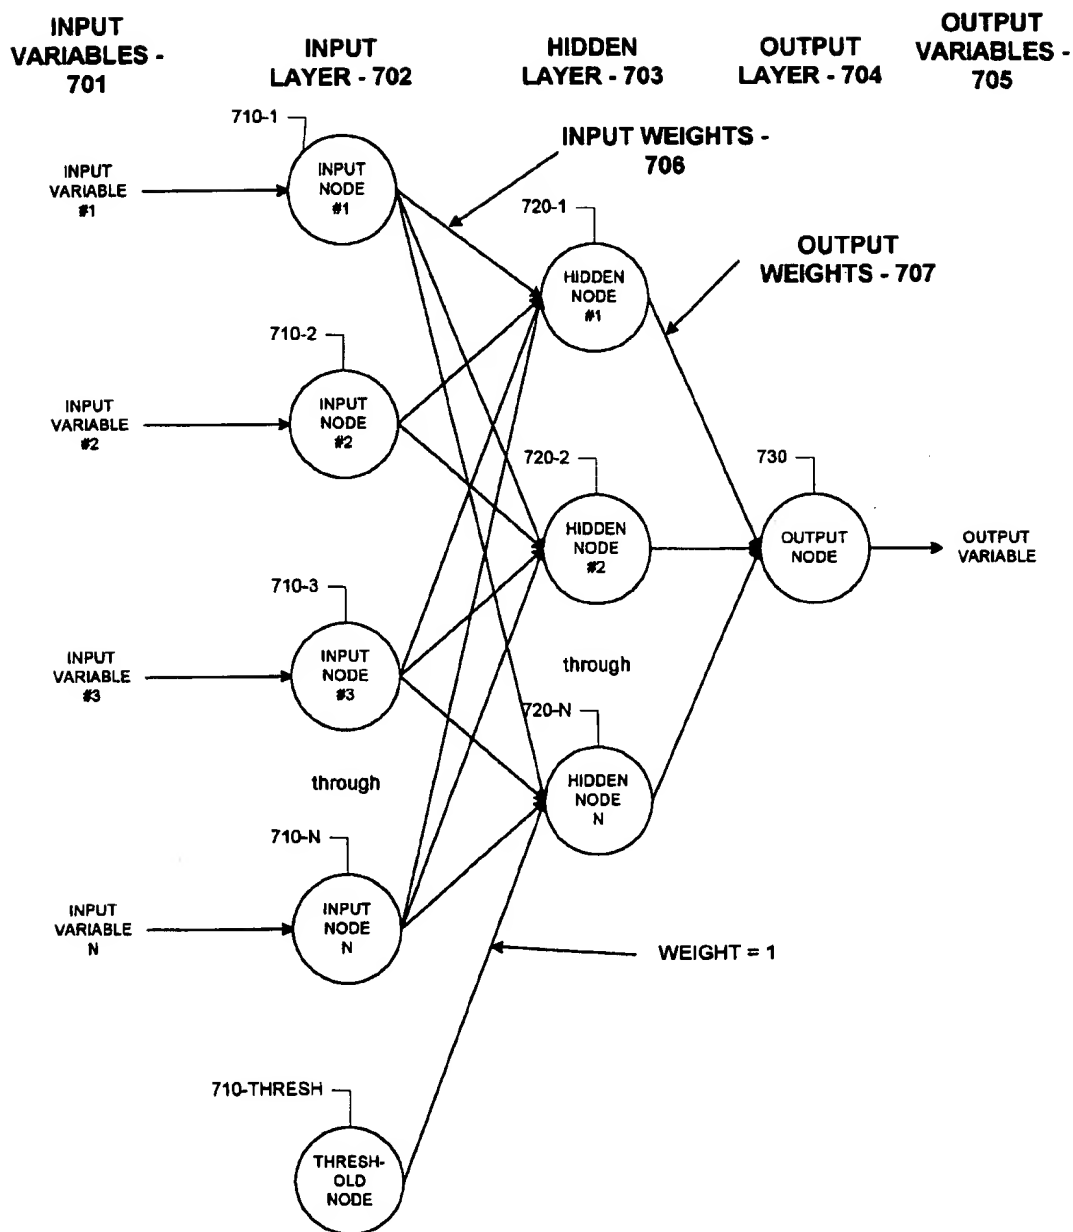 INPUT
VARIABLES -
701
INPUT
LAYER - 702
HIDDEN
LAYER - 703
OUTPUT
LAYER - 704
OUTPUT
VARIABLES -
705
710-1
INPUT
VARIABLE
#1
INPUT
NODE
#1
INPUT WEIGHTS -
706
720-1
HIDDEN
NODE
#1
OUTPUT
WEIGHTS - 707
710-2
INPUT
VARIABLE
#2
INPUT
NODE
#2
720-2
HIDDEN
NODE
#2
730
OUTPUT
NODE
OUTPUT
VARIABLE
710-3
INPUT
VARIABLE
#3
INPUT
NODE
#3
through
720-N
HIDDEN
NODE
N
through
710-N
INPUT
VARIABLE
N
INPUT
NODE
N
WEIGHT = 1
710-THRESH
THRESH-
OLD
NODE